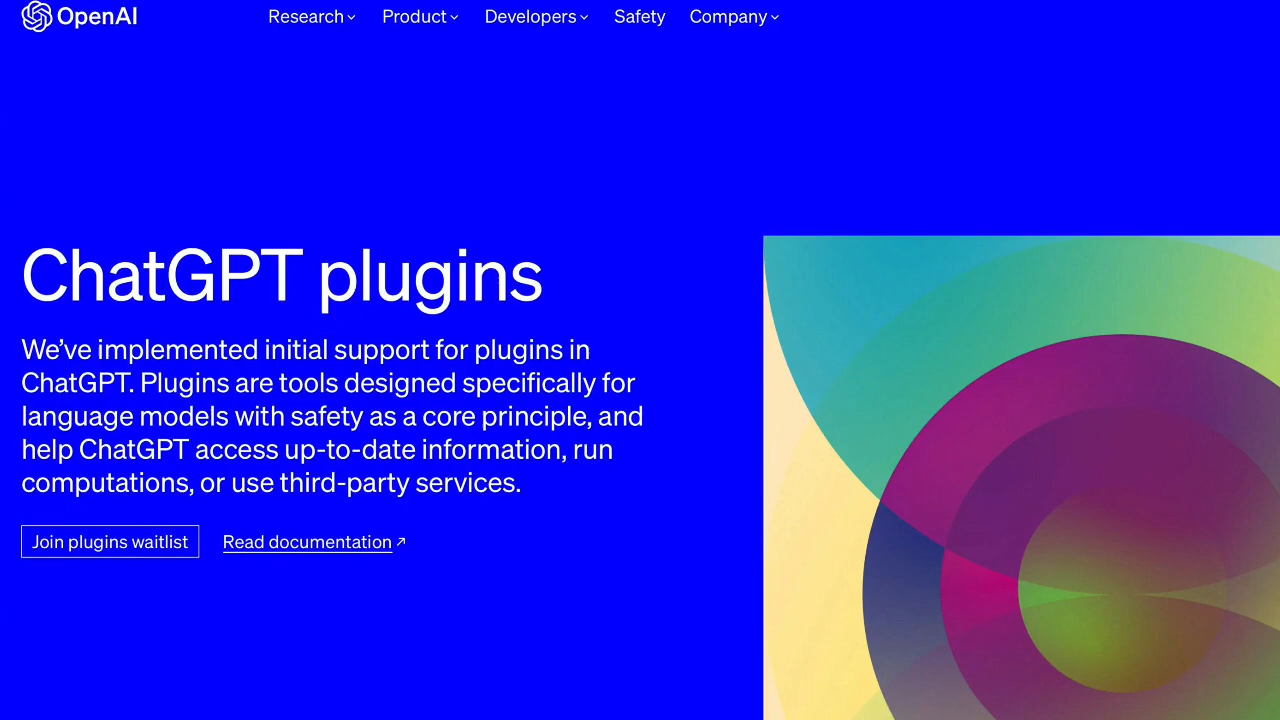 OpenAI
Research Product Developers Safety Company
ChatGPT plugins
We’ve implemented initial support for plugins in
ChatGPT. Plugins are tools designed specifically for
language models with safety as a core principle, and
help ChatGPT access up-to-date information, run
computations, or use third-party services.
Join plugins waitlist Read documentation ↗